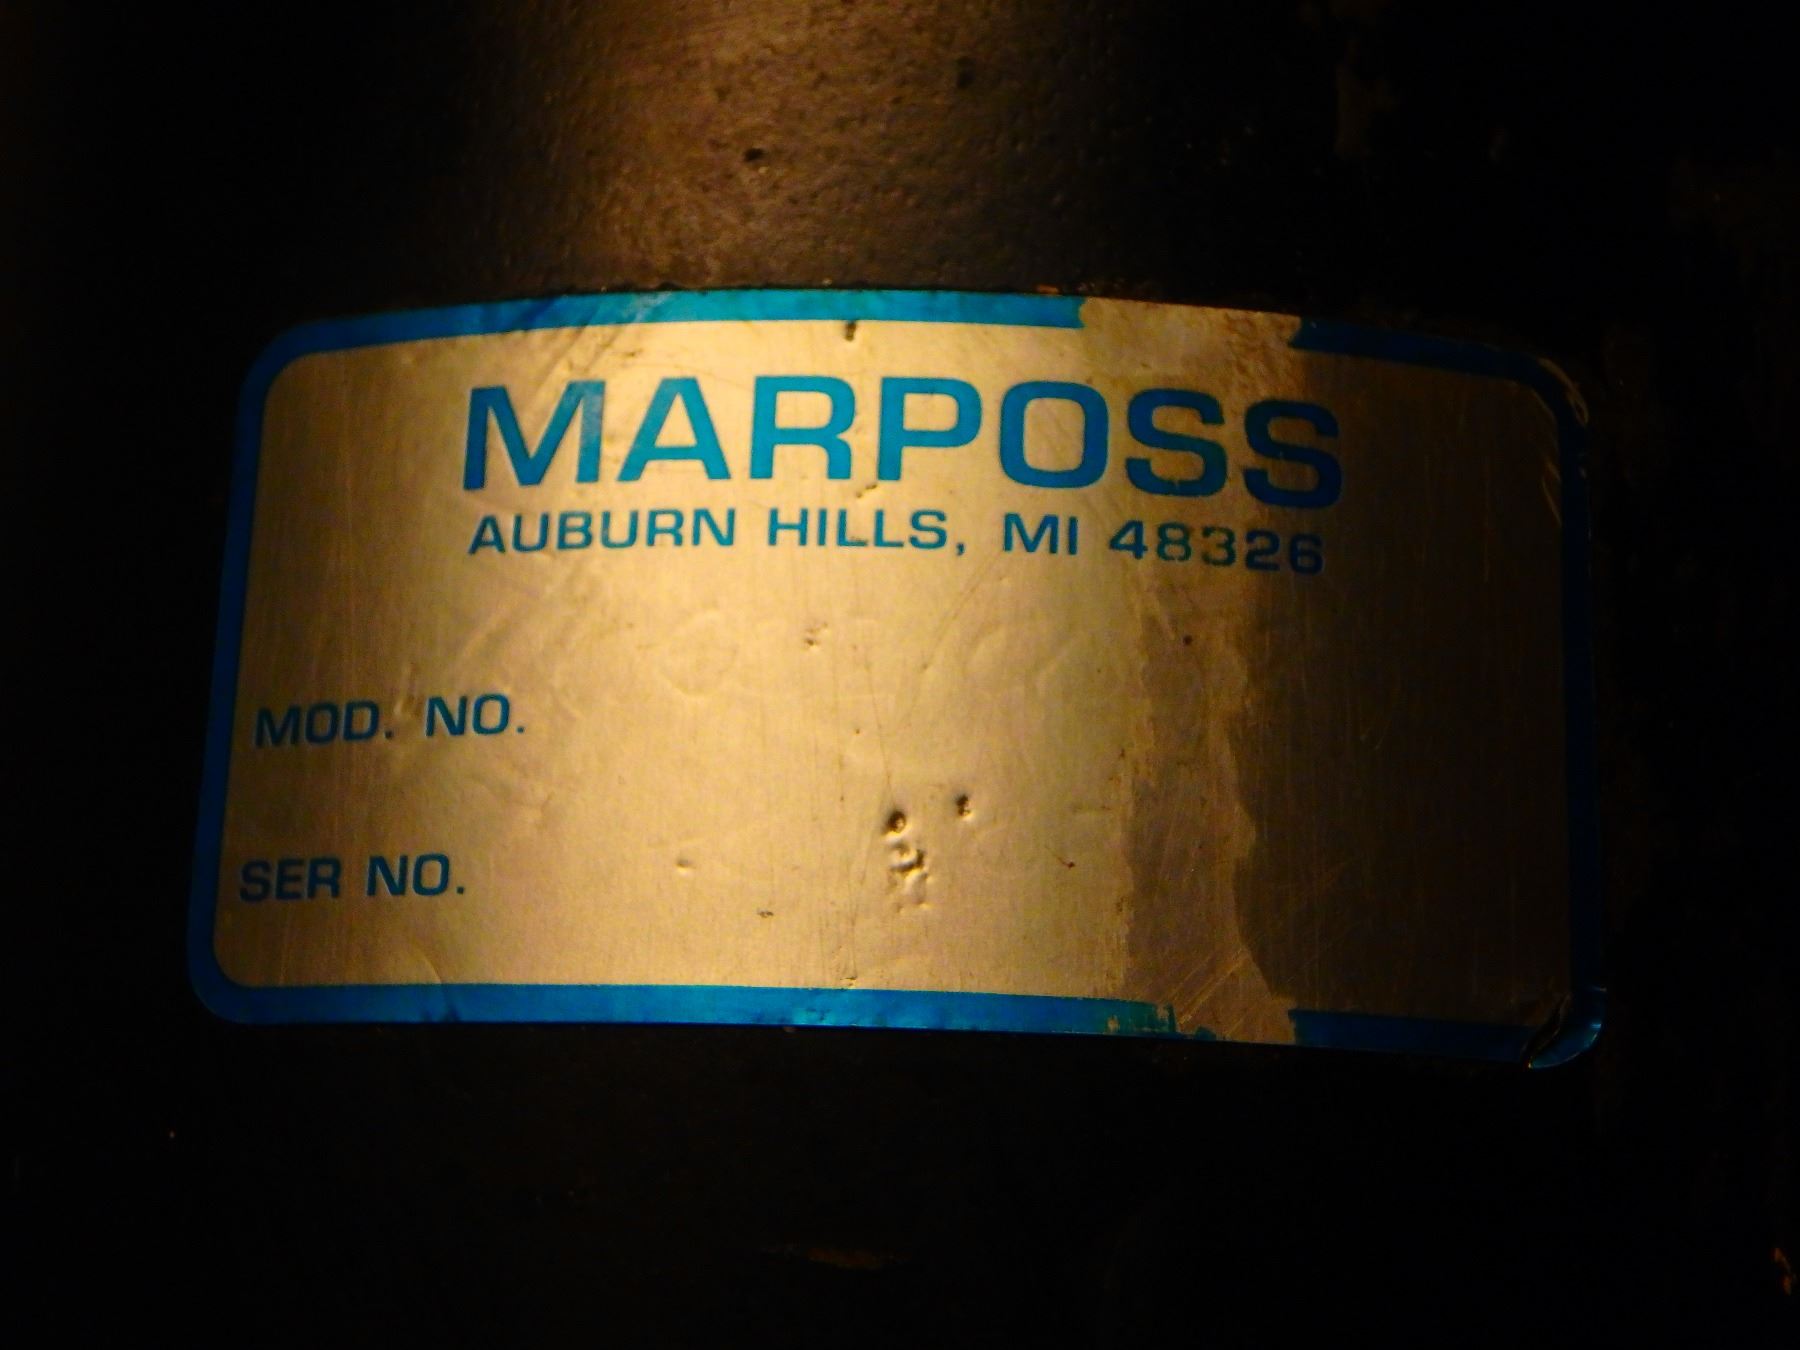 MARPOSS
AUBURN HILLS, MI 48326
MOD. NO.
SER NO.